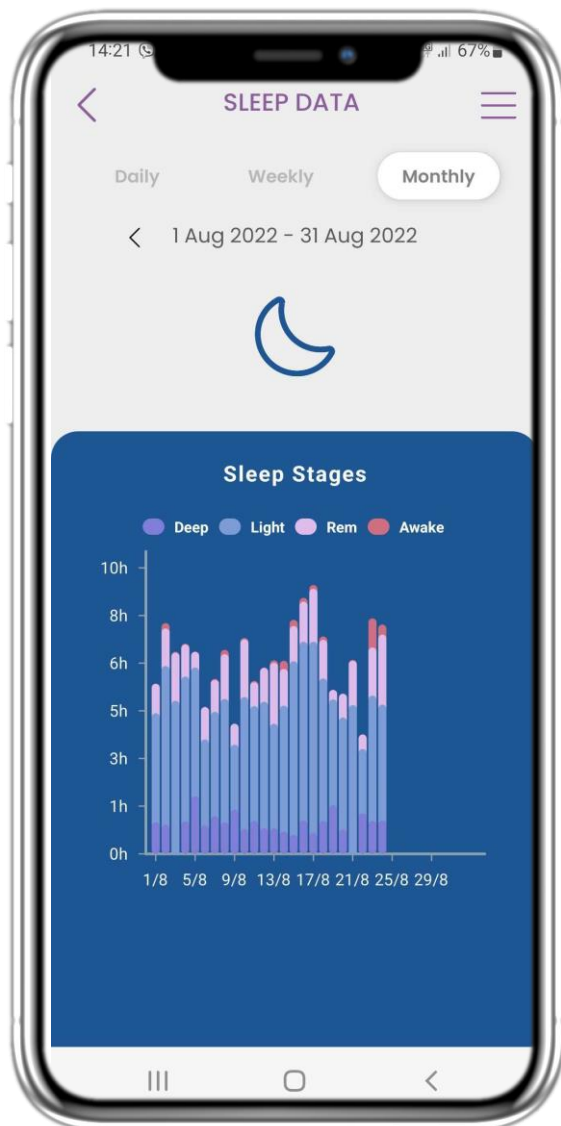 14:21 67%
SLEEP DATA
Daily Weekly Monthly
1 Aug 2022 - 31 Aug 2022
Sleep Stages
Deep Light Rem Awake
10h
8h
6h
5h
3h
1h
0h
1/8 5/8 9/8 13/8 17/8 21/8 25/8 29/8